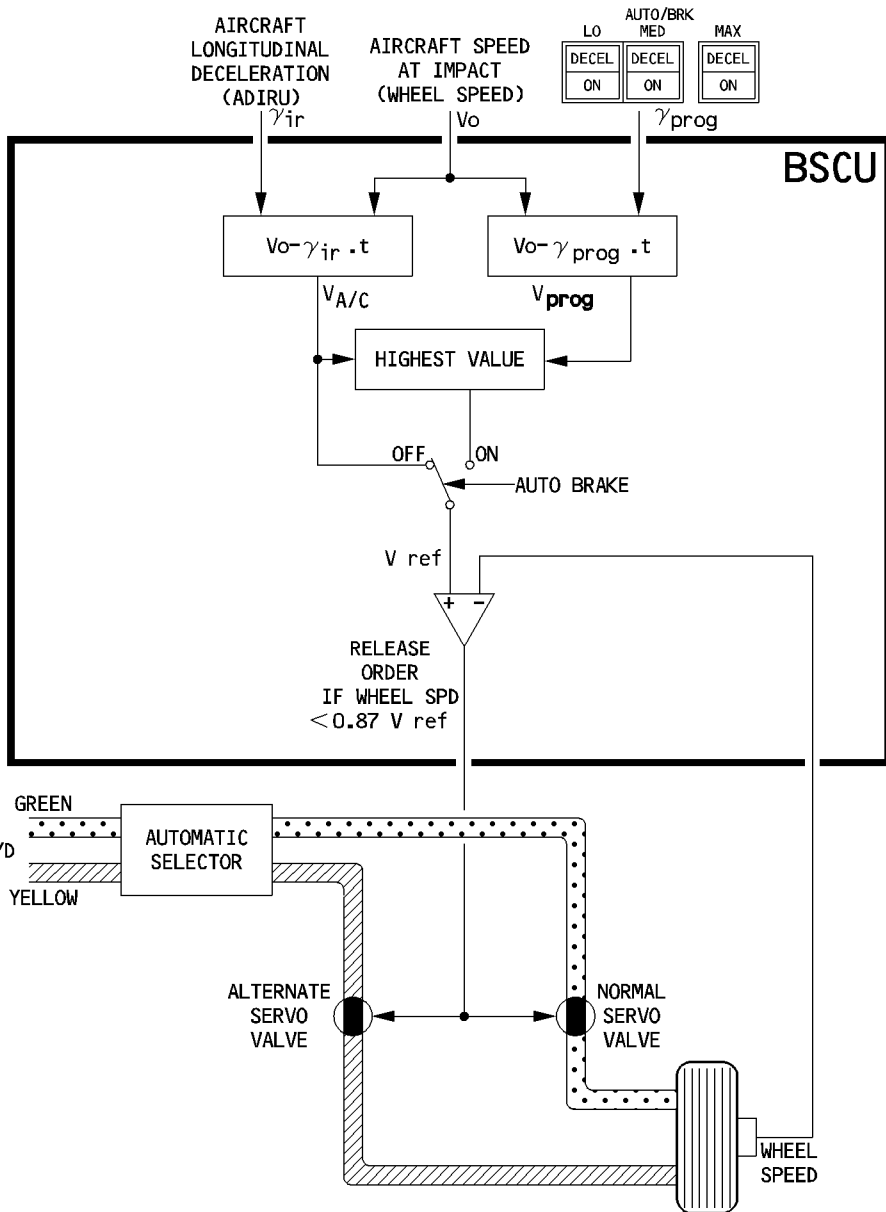 AIRCRAFT
LONGITUDINAL
DECELERATION
(ADIRU)
γir
AIRCRAFT SPEED
AT IMPACT
(WHEEL SPEED)
Vo
AUTO/BRK
LO MED MAX
DECEL DECEL DECEL
ON ON ON
γprog
BSCU
Vo-γir .t
Vo-γprog .t
VA/C
Vprog
HIGHEST VALUE
OFF ON
AUTO BRAKE
V ref
+ -
RELEASE
ORDER
IF WHEEL SPD
<0.87 V ref
GREEN
/D
YELLOW
AUTOMATIC
SELECTOR
ALTERNATE
SERVO
VALVE
NORMAL
SERVO
VALVE
WHEEL
SPEED